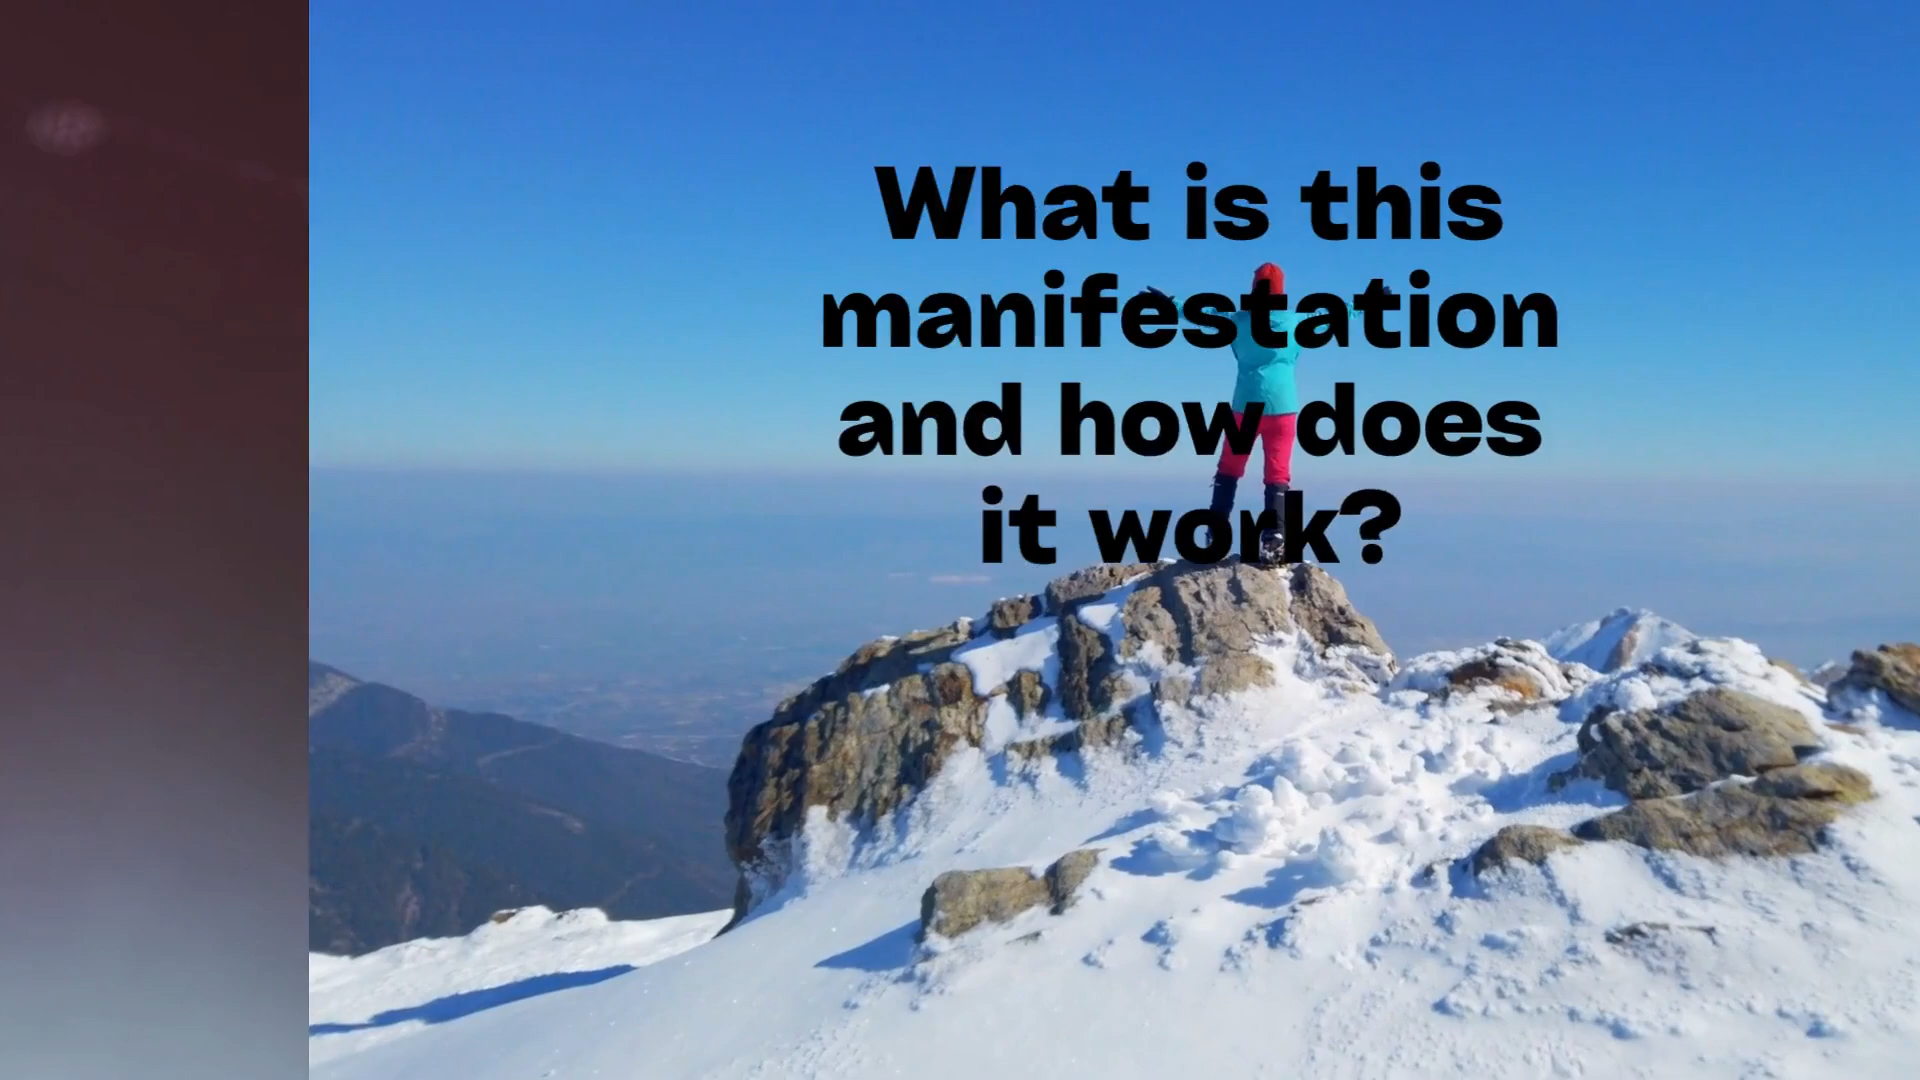 What is this
manifestation
and how does
it work?